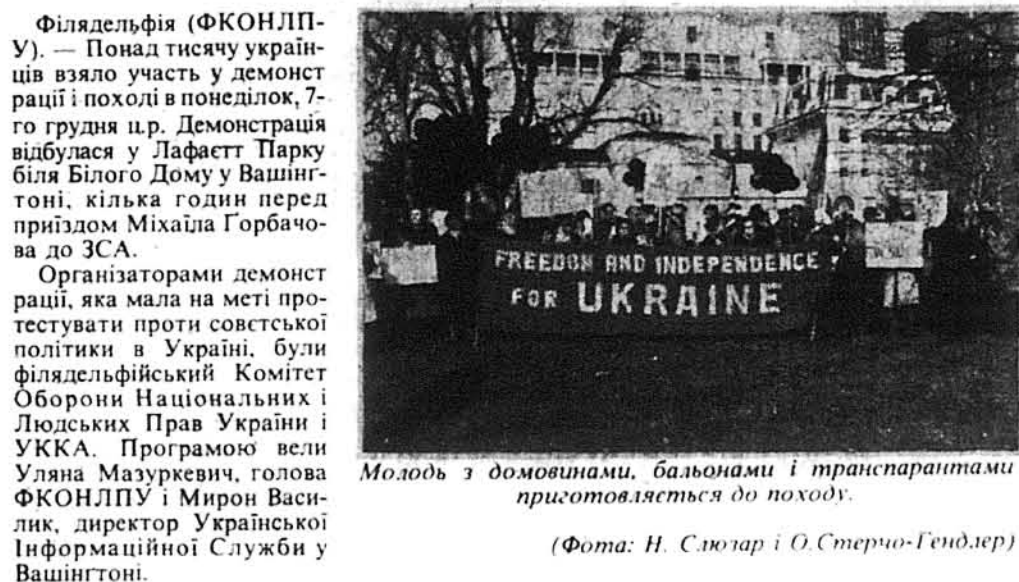 Філядельфія (ФКОНЛП-
У). — Понад тисячу україн-
ців взяло участь у демонст
рації і поході в понеділок, 7-
го грудня ц.р. Демонстрація
відбулася у Лафаєтт Парку
біля Білого Дому у Вашінґ-
тоні, кілька годин перед
приїздом Міхаїла Ґорбачо-
ва до ЗСА.
Організаторами демонст
рації, яка мала на меті про-
тестувати проти совєтської
політики в Україні, були
філядельфійський Комітет
Оборони Національних і
Людських Прав України і
УККА. Програмою вели
Уляна Мазуркевич, голова
ФКОНЛПУ і Мирон Васи-
лик, директор Української
Інформаційної Служби у
Вашінґтоні.
FREEDOM AND INDEPENDENCE
FOR UKRAINE
Молодь з домовинами, бальонами і транспарантами
приготовляється до походу.
(Фота: Н. Слюзар і О.Стерчо-Гендлер)